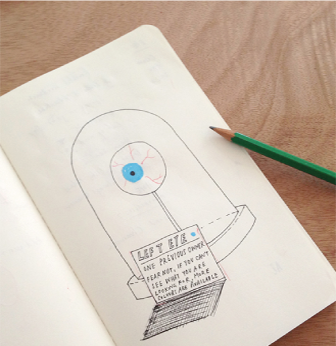 LEFT EYE
ONE PREVIOUS OWNER
FEAR NOT, IF YOU CAN'T
SEE WHAT YOU ARE
LOOKING FOR, MORE
COLOURS ARE AVAILABLE